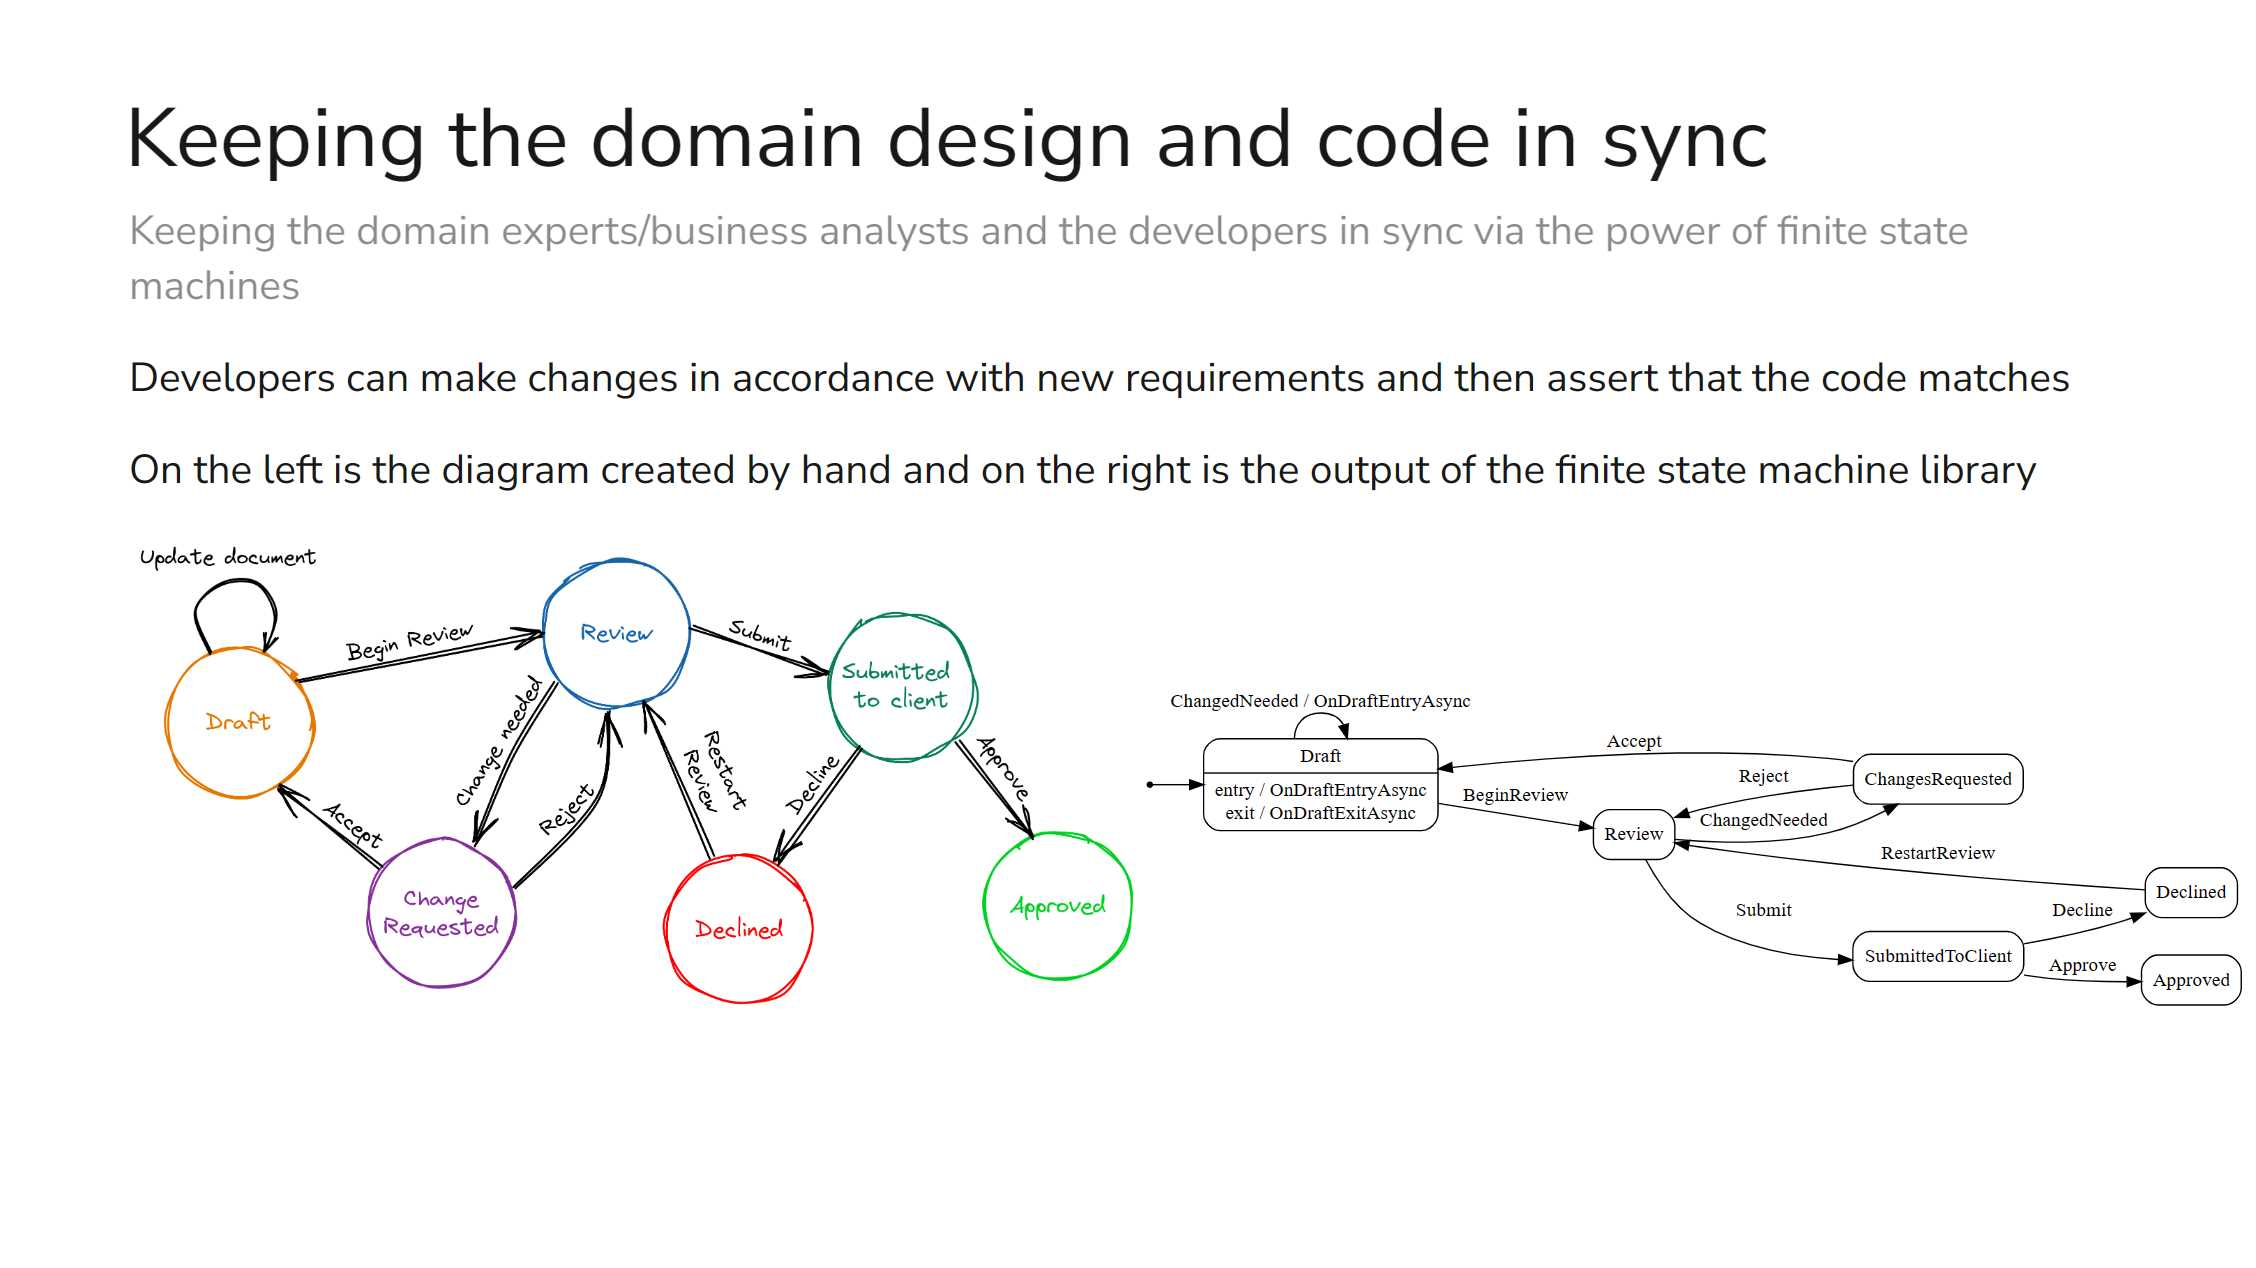 Keeping the domain design and code in sync
Keeping the domain experts/business analysts and the developers in sync via the power of finite state
machines
Developers can make changes in accordance with new requirements and then assert that the code matches
On the left is the diagram created by hand and on the right is the output of the finite state machine library
Update document
Begin Review
Review
Submit
Submitted
to client
Draft
Change needed
Reject
Restart
Review
Decline
Approve
Accept
Change
Requested
Declined
Approved
ChangedNeeded / OnDraftEntryAsync
Draft
entry / OnDraftEntryAsync
exit / OnDraftExitAsync
Accept
Reject
BeginReview
ChangesRequested
ChangedNeeded
Review
RestartReview
Submit
Declined
Decline
SubmittedToClient
Approve
Approved